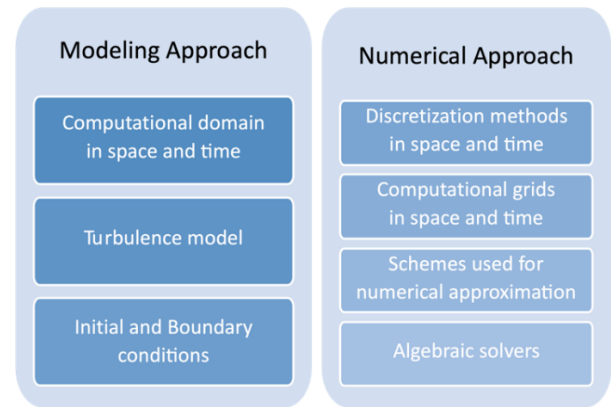 Modeling Approach
Computational domain
in space and time
Turbulence model
Initial and Boundary
conditions
Numerical Approach
Discretization methods
in space and time
Computational grids
in space and time
Schemes used for
numerical approximation
Algebraic solvers